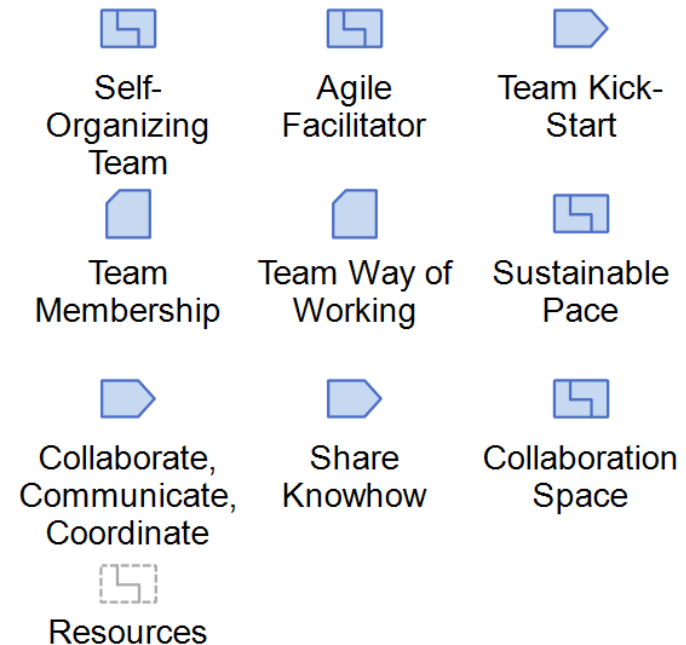 Self-
Organizing
Team
Agile
Facilitator
Team Kick-
Start
Team
Membership
Team Way of
Working
Sustainable
Pace
Collaborate,
Communicate,
Coordinate
Share
Knowhow
Collaboration
Space
Resources